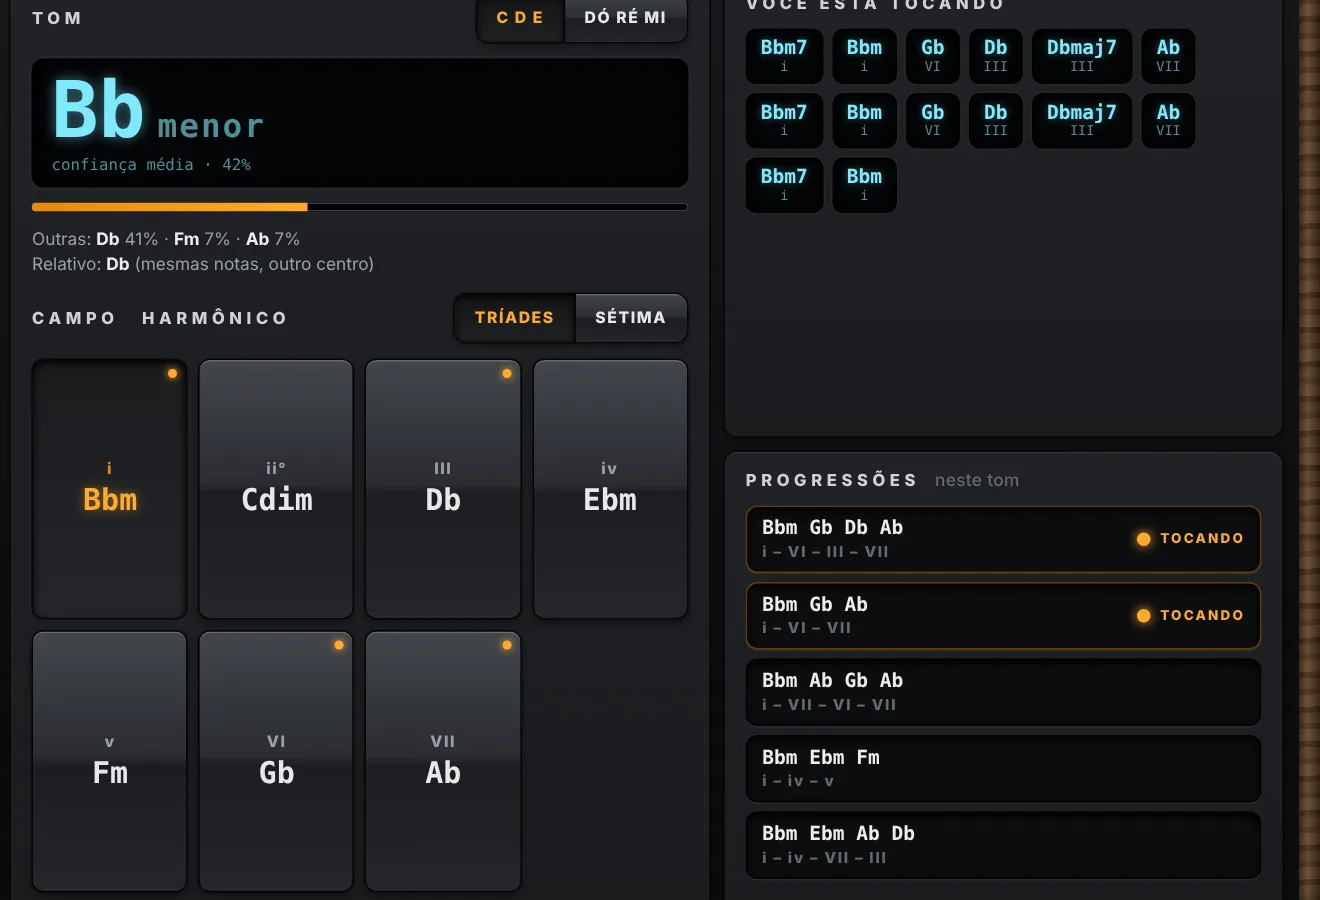 TOM
C D E
DÓ RÉ MI
Bb menor
confiança média · 42%
Outras: Db 41% · Fm 7% · Ab 7%
Relativo: Db (mesmas notas, outro centro)
CAMPO HARMÔNICO
TRÍADES
SÉTIMA
i
Bbm
ii°
Cdim
III
Db
iv
Ebm
v
Fm
VI
Gb
VII
Ab
VOCÊ ESTÁ TOCANDO
Bbm7 Bbm Gb Db Dbmaj7 Ab
i i VI III III VII
Bbm7 Bbm Gb Db Dbmaj7 Ab
i i VI III III VII
Bbm7 Bbm
i i
PROGRESSÕES neste tom
Bbm Gb Db Ab
i – VI – III – VII
TOCANDO
Bbm Gb Ab
i – VI – VII
TOCANDO
Bbm Ab Gb Ab
i – VII – VI – VII
Bbm Ebm Fm
i – iv – v
Bbm Ebm Ab Db
i – iv – VII – III